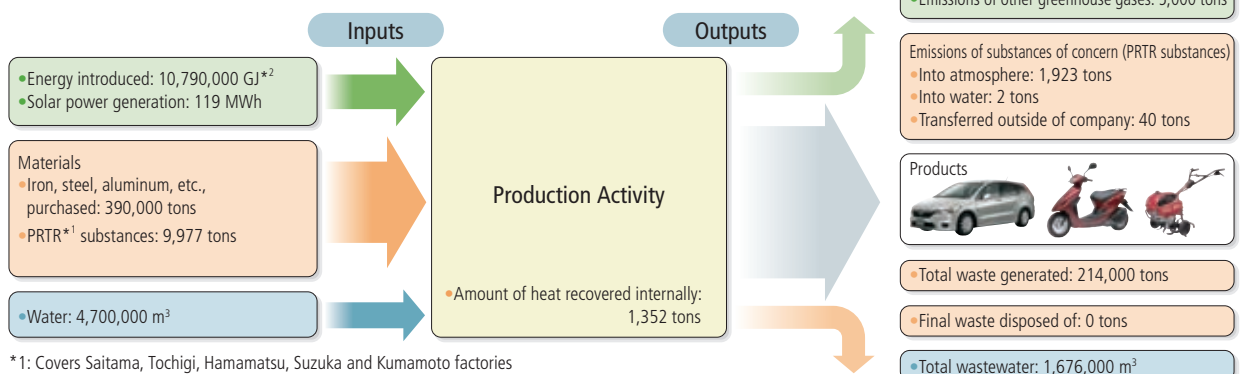 •Emissions of other greenhouse gases: 5,000 tons
Inputs
Outputs
•Energy introduced: 10,790,000 GJ*2
•Solar power generation: 119 MWh
Materials
•Iron, steel, aluminum, etc.,
purchased: 390,000 tons
•PRTR*1 substances: 9,977 tons
•Water: 4,700,000 m3
Production Activity
•Amount of heat recovered internally:
1,352 tons
Emissions of substances of concern (PRTR substances)
•Into atmosphere: 1,923 tons
•Into water: 2 tons
•Transferred outside of company: 40 tons
Products
•Total waste generated: 214,000 tons
•Final waste disposed of: 0 tons
•Total wastewater: 1,676,000 m3
*1: Covers Saitama, Tochigi, Hamamatsu, Suzuka and Kumamoto factories